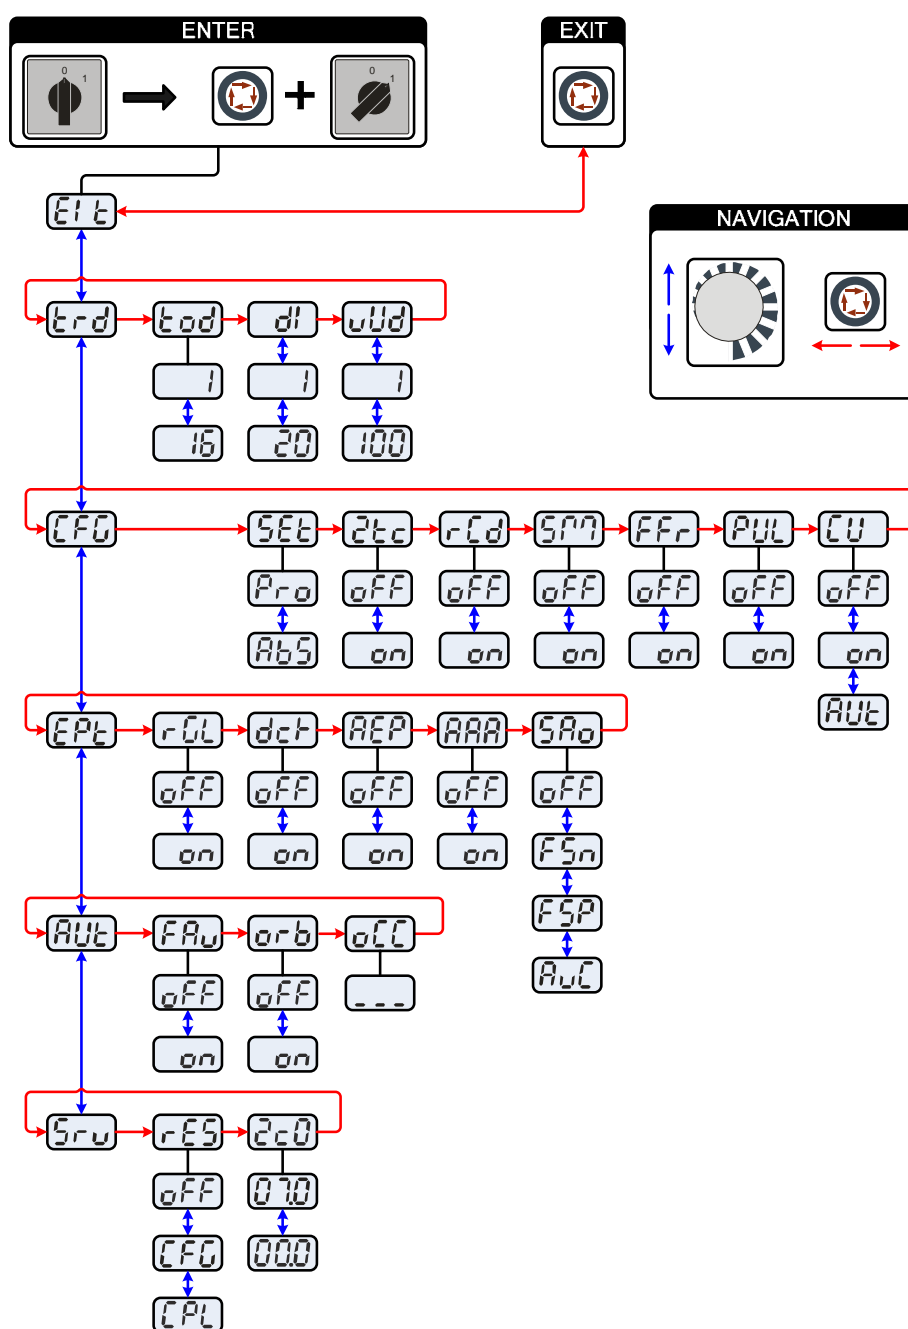 ENTER
EXIT
0 1
0 1
+
EIt
NAVIGATION
trd tod dI vUd
1 1 1
16 20 100
CFG SEt 2tc rCd SM FFr PUL CU
Pro oFF oFF oFF oFF oFF oFF
AbS on on on on on on
AUt
EPt rGL dcr AEP AAA SAo
oFF oFF oFF oFF oFF
on on on on FSn
FSP
AvC
AUt FAv orb oCC
oFF oFF _ _ _
on on
Srv rES 2c0
oFF 07.0
CFG 00.0
CPL